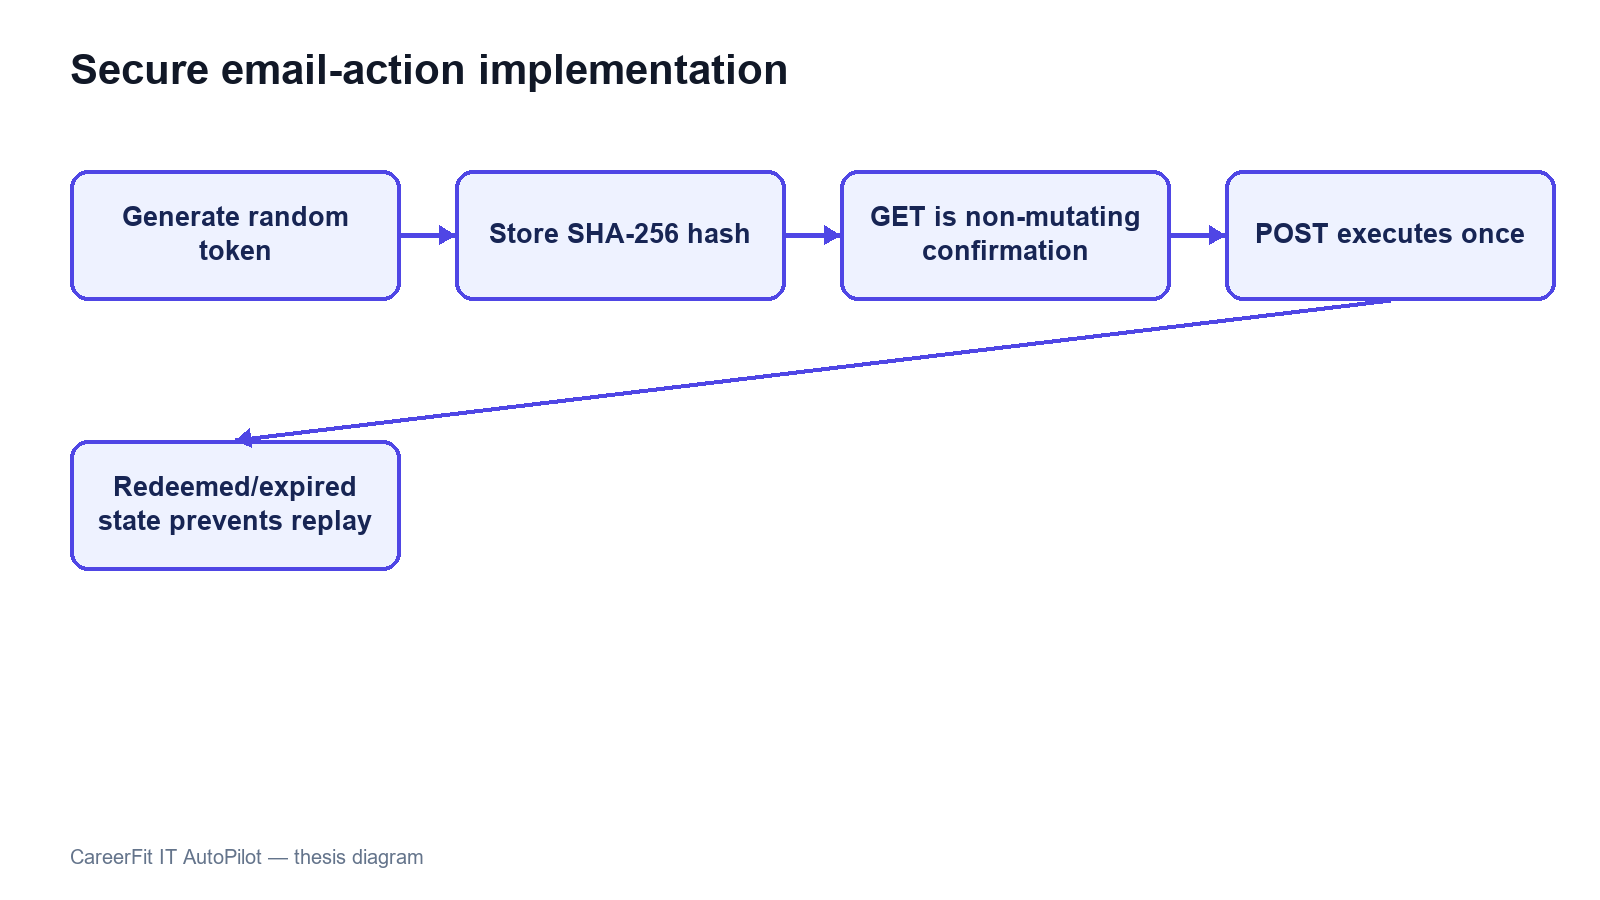 Secure email-action implementation
Generate random
token
Store SHA-256 hash
GET is non-mutating
confirmation
POST executes once
Redeemed/expired
state prevents replay
CareerFit IT AutoPilot — thesis diagram